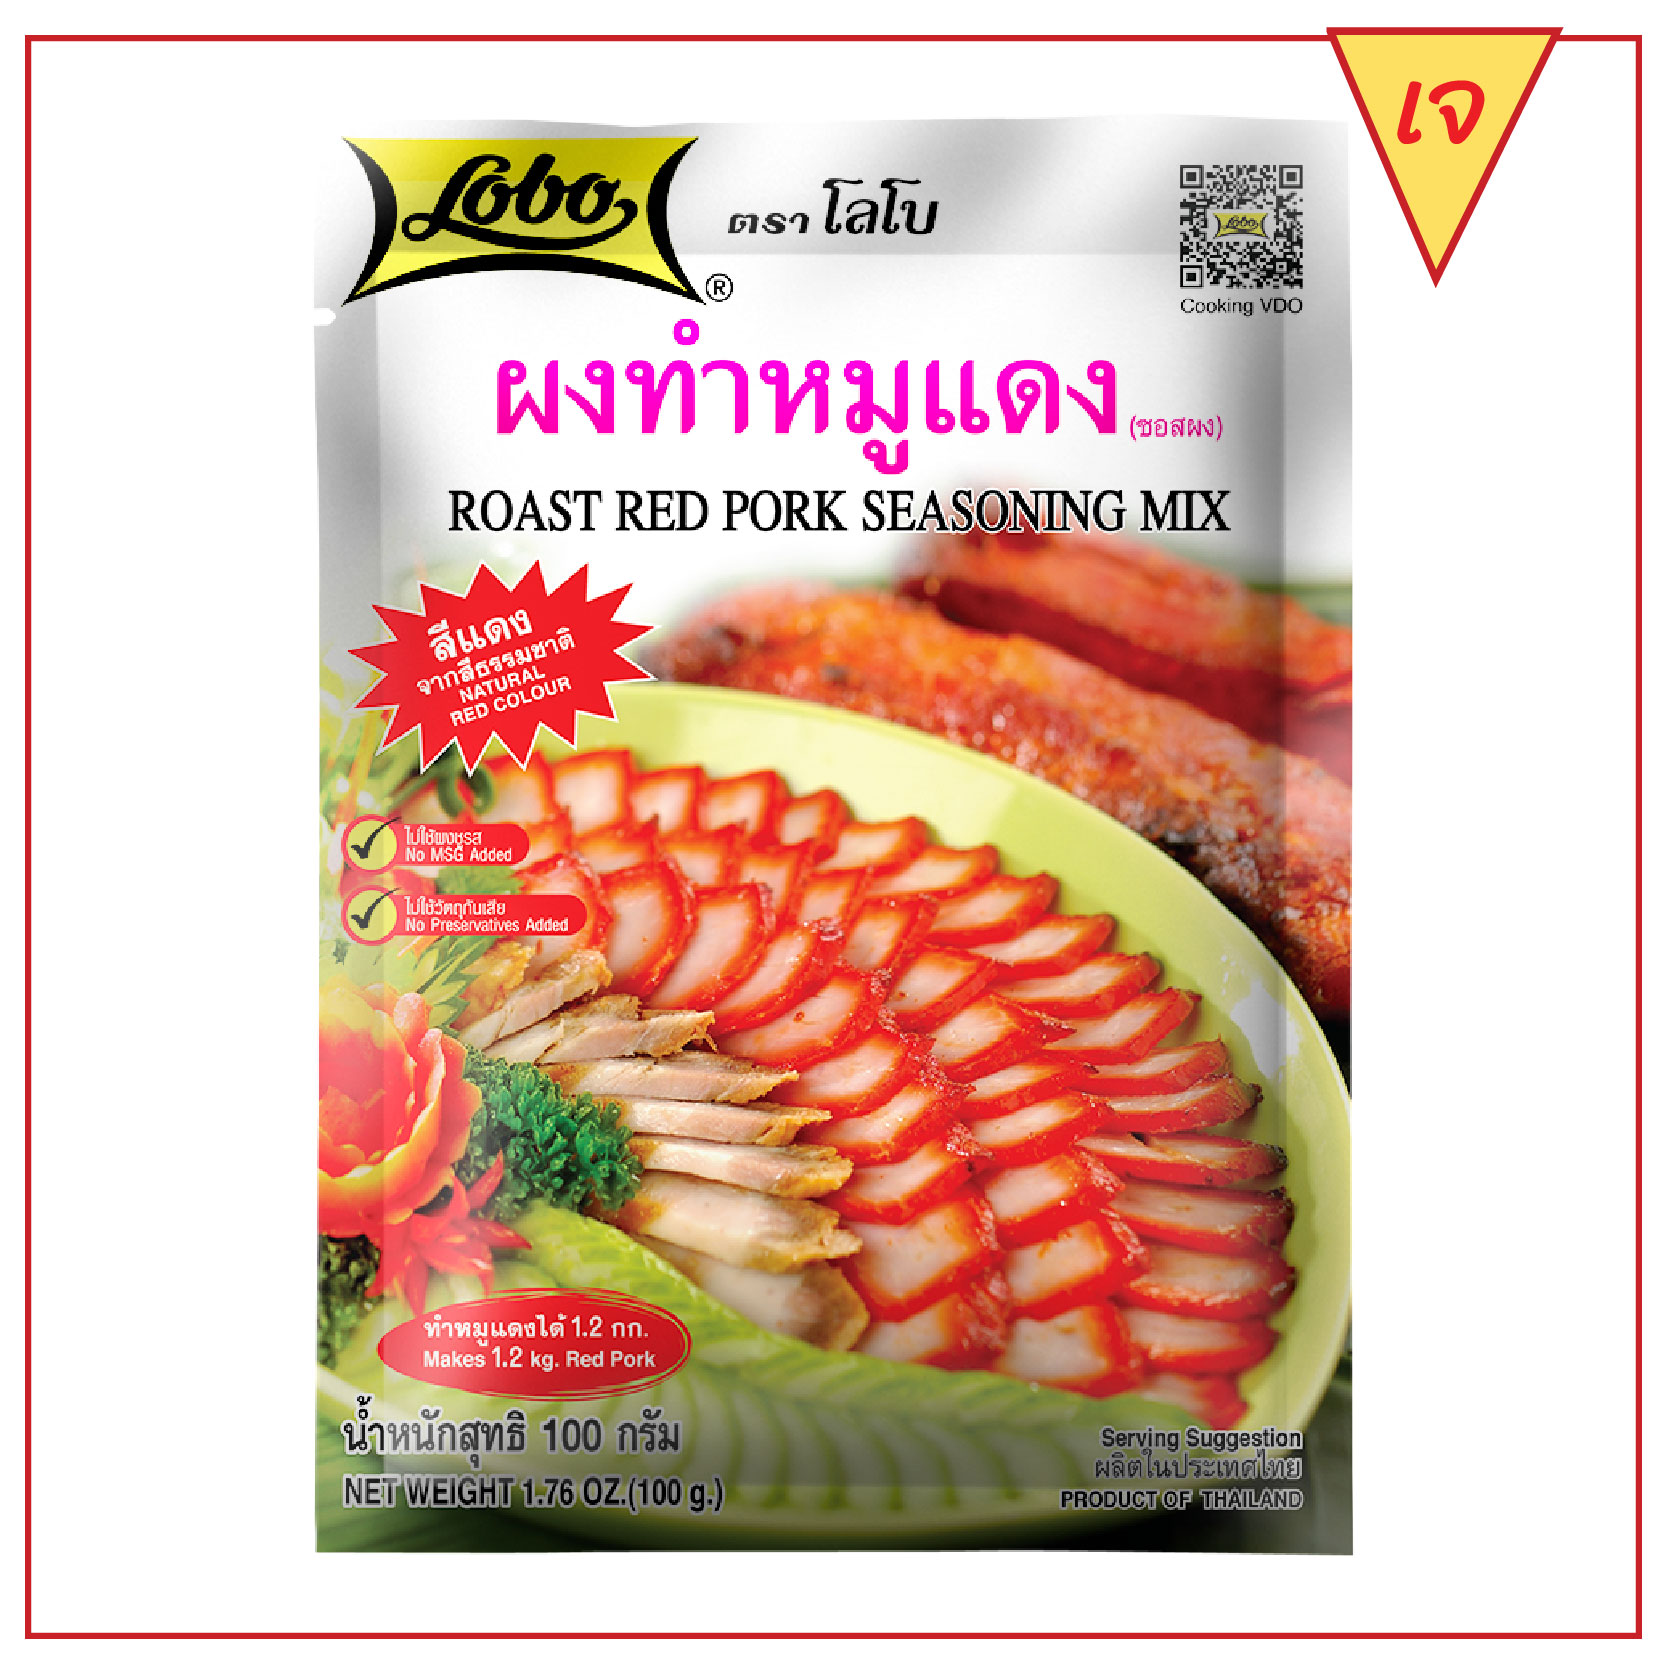 เจ
Lobo
®
ตรา โลโบ
Lobo
Cooking VDO
ผงทำหมูแดง (ซอสผง)
ROAST RED PORK SEASONING MIX
สีแดง
จากสีธรรมชาติ
NATURAL
RED COLOUR
ไม่ใช้ผงชูรส
No MSG Added
ไม่ใช้วัตถุกันเสีย
No Preservatives Added
ทำหมูแดงได้ 1.2 กก.
Makes 1.2 kg. Red Pork
น้ำหนักสุทธิ 100 กรัม
NET WEIGHT 1.76 OZ.(100 g.)
Serving Suggestion
ผลิตในประเทศไทย
PRODUCT OF THAILAND